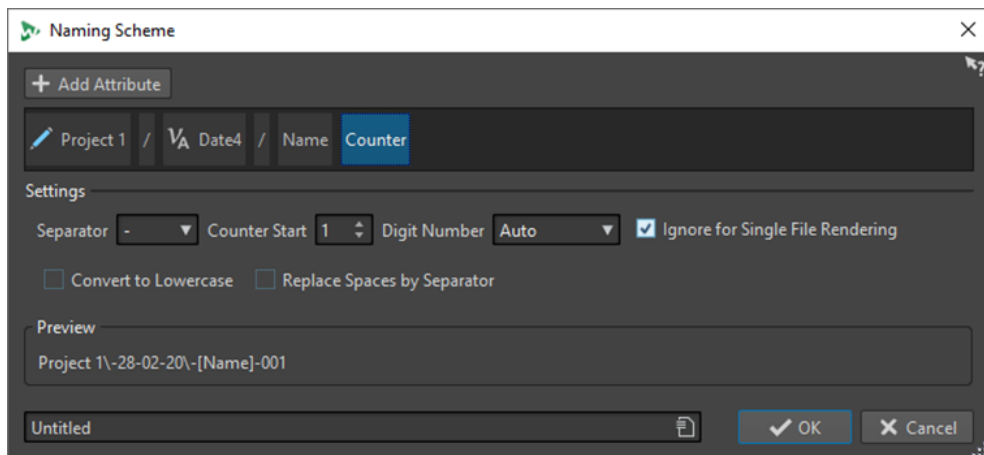 Naming Scheme
Add Attribute
Project 1 / VA Date4 / Name Counter
Settings
Separator - Counter Start 1 Digit Number Auto Ignore for Single File Rendering
Convert to Lowercase Replace Spaces by Separator
Preview
Project 1\-28-02-20\-[Name]-001
Untitled OK Cancel